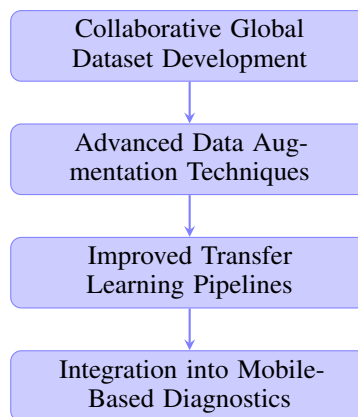 Collaborative Global
Dataset Development
Advanced Data Aug-
mentation Techniques
Improved Transfer
Learning Pipelines
Integration into Mobile-
Based Diagnostics